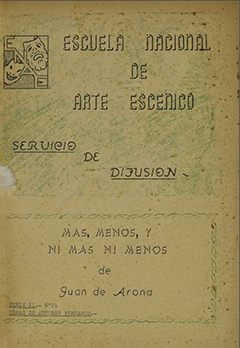 ESCUELA NACIONAL
DE
ARTE ESCENICO
SERVICIO
DE
DIFUSION
MAS, MENOS, Y
NI MAS NI MENOS
de
Juan de Arona
SERIE II.- Nº21
OBRAS DE AUTORES PERUANOS.-